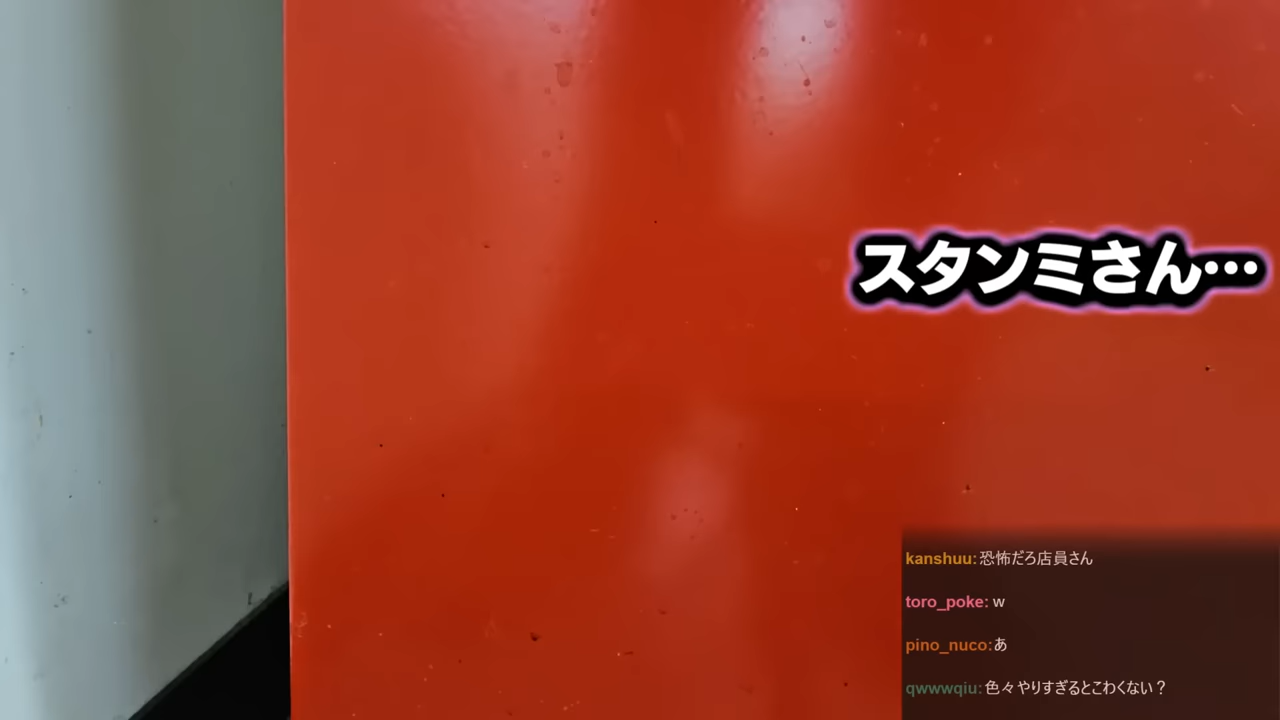 スタンミさん…
kanshuu:恐怖だろ店員さん
toro_poke: w
pino_nuco:あ
qwwwqiu:色々やりすぎるとこわくない？